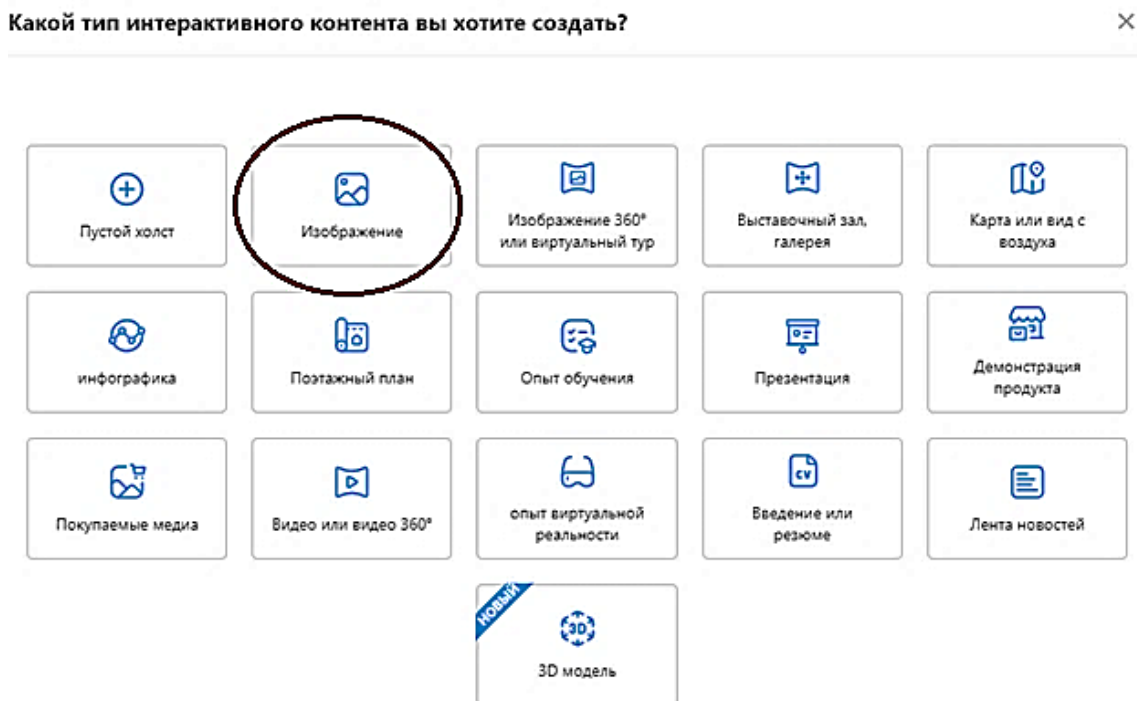 Какой тип интерактивного контента вы хотите создать?
Пустой холст
Изображение
Изображение 360°
или виртуальный тур
Выставочный зал,
галерея
Карта или вид с
воздуха
инфографика
Поэтажный план
Опыт обучения
Презентация
Демонстрация
продукта
Покупаемые медиа
Видео или видео 360°
опыт виртуальной
реальности
CV
Введение или
резюме
Лента новостей
НОВЫЙ
3D
3D модель